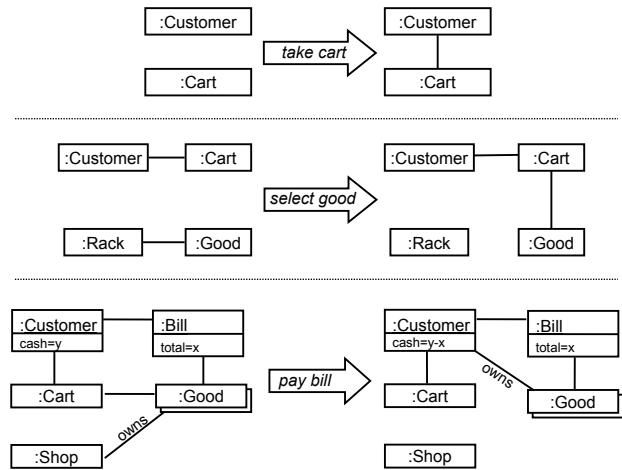 :Customer
:Customer
take cart
:Cart
:Cart
:Customer
:Cart
:Customer
:Cart
select good
:Rack
:Good
:Rack
:Good
:Customer
:Bill
:Customer
:Bill
cash=y
total=x
cash=y-x
total=x
pay bill
owns
:Cart
:Good
:Cart
:Good
owns
:Shop
:Shop